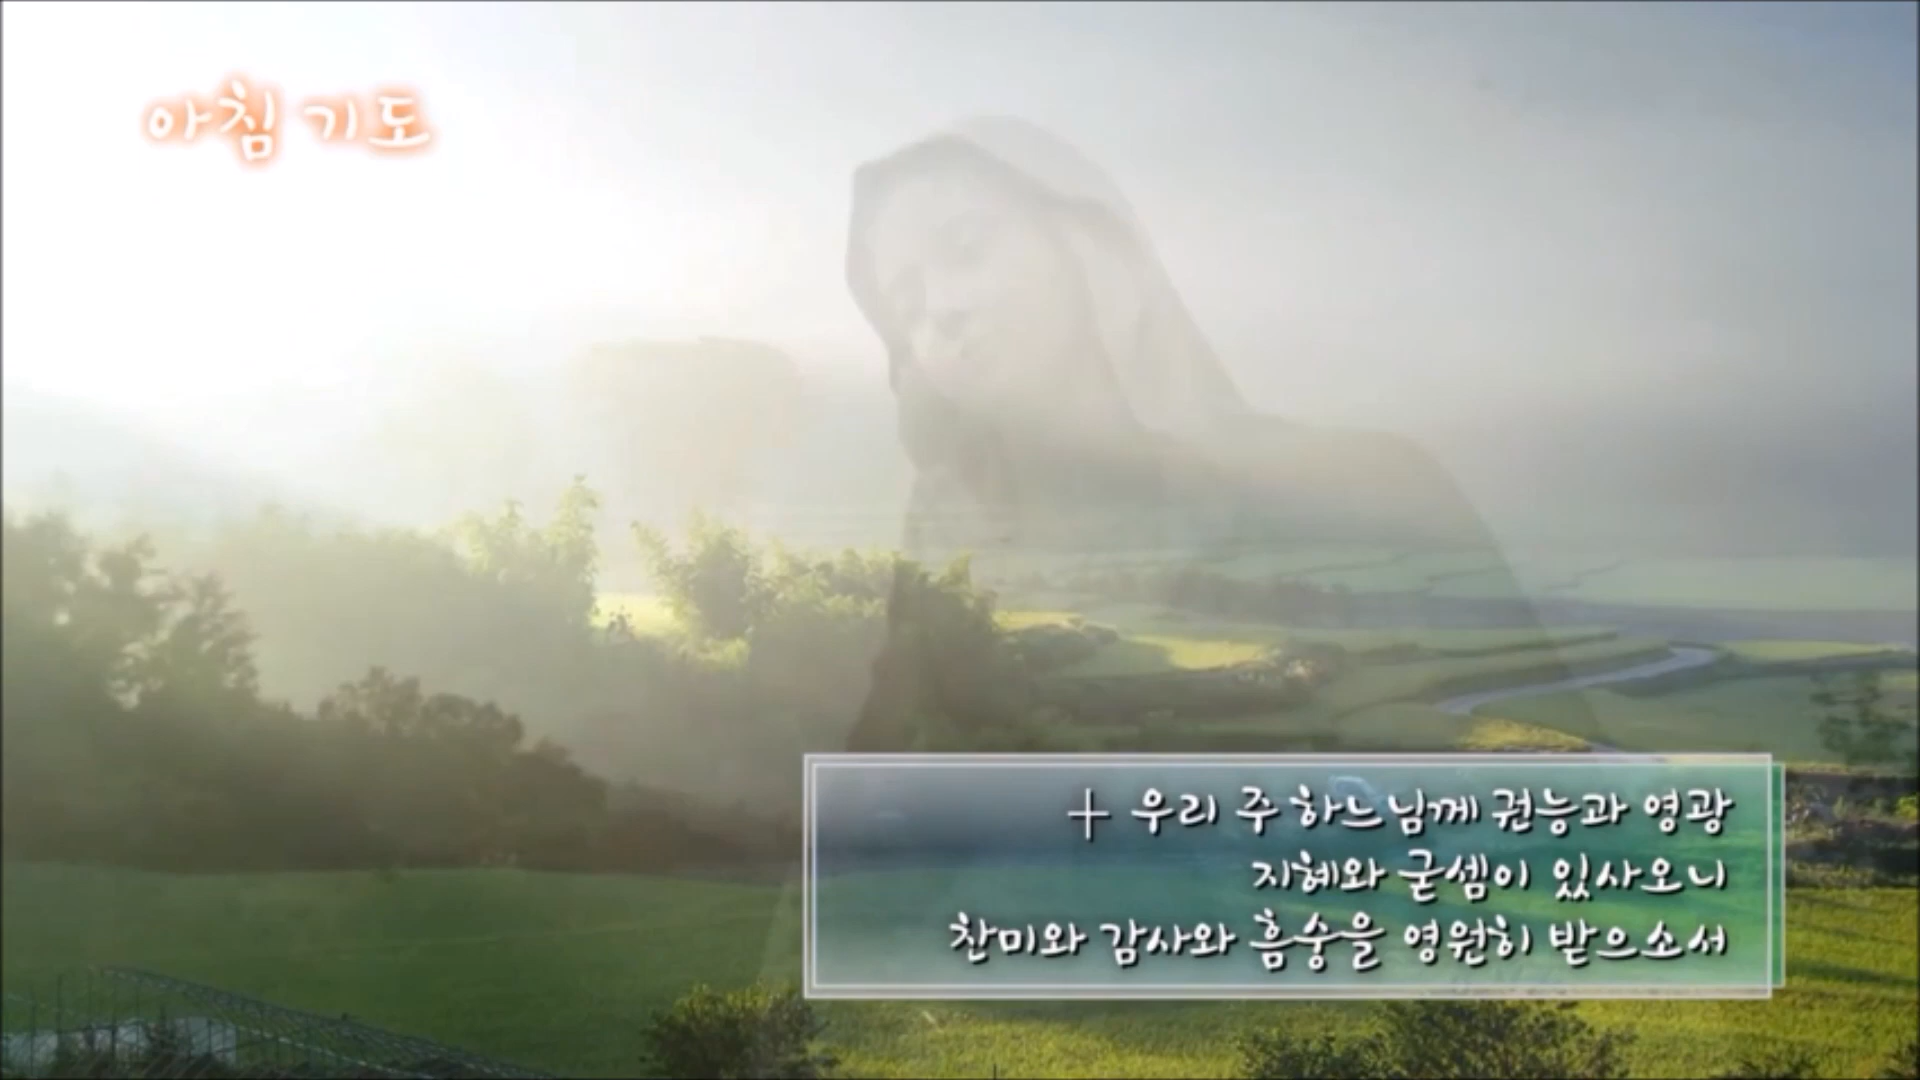 아침 기도
+ 우리 주 하느님께 권능과 영광
지혜와 굳셈이 있사오니
찬미와 감사와 흠숭을 영원히 받으소서